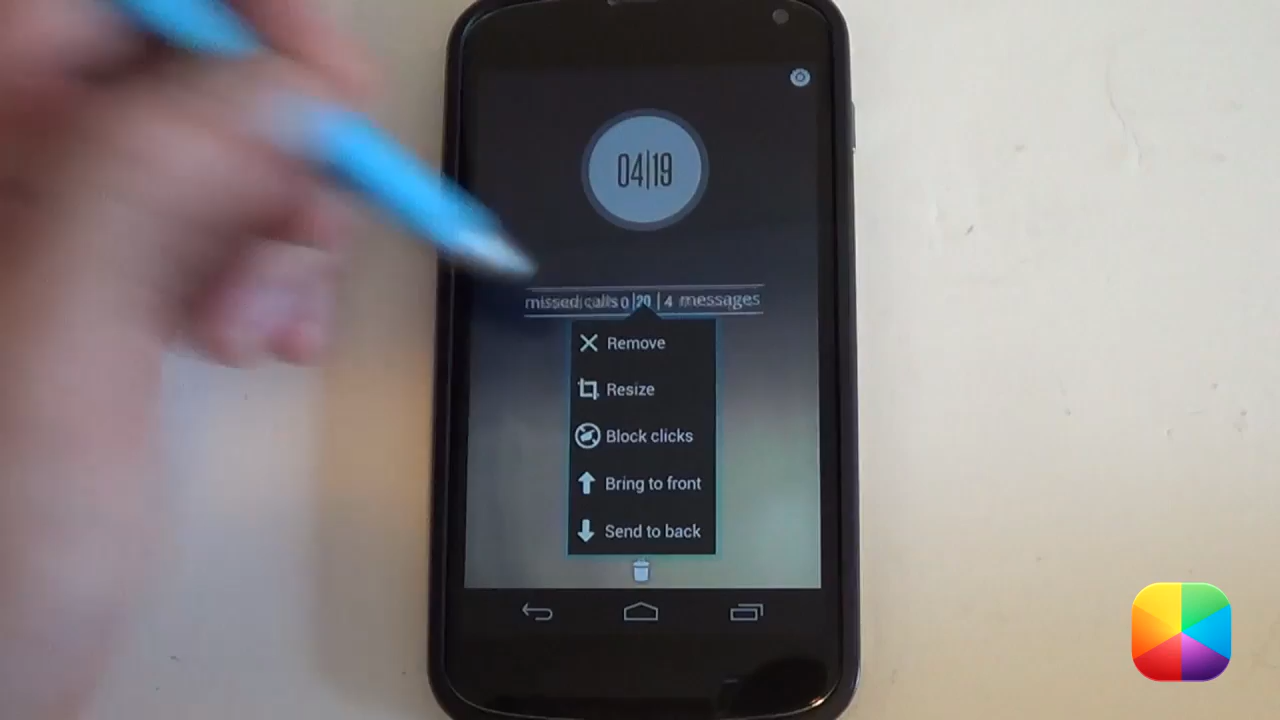 04|19
missed calls 0 |20 | 4 messages
Remove
Resize
Block clicks
Bring to front
Send to back